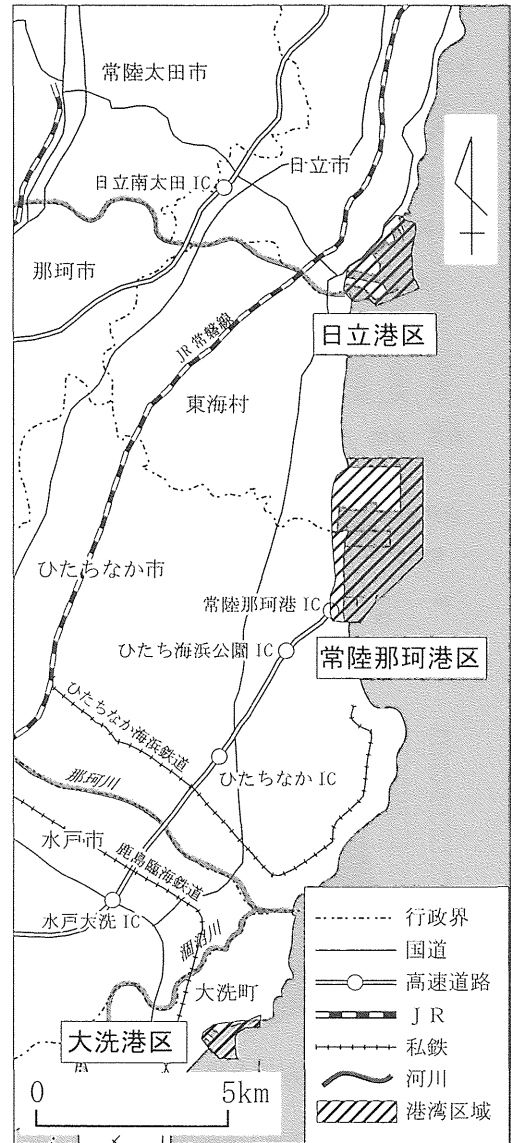 常陸太田市
日立市
日立南太田 IC
那珂市
日立港区
JR常磐線
東海村
ひたちなか市
常陸那珂港 IC
ひたち海浜公園 IC
常陸那珂港区
ひたちなか海浜鉄道
那珂川
ひたちなか IC
水戸市
鹿島臨海鉄道
水戸大洗 IC
涸沼川
大洗町
大洗港区
0 5km
行政界
国道
高速道路
JR
私鉄
河川
港湾区域